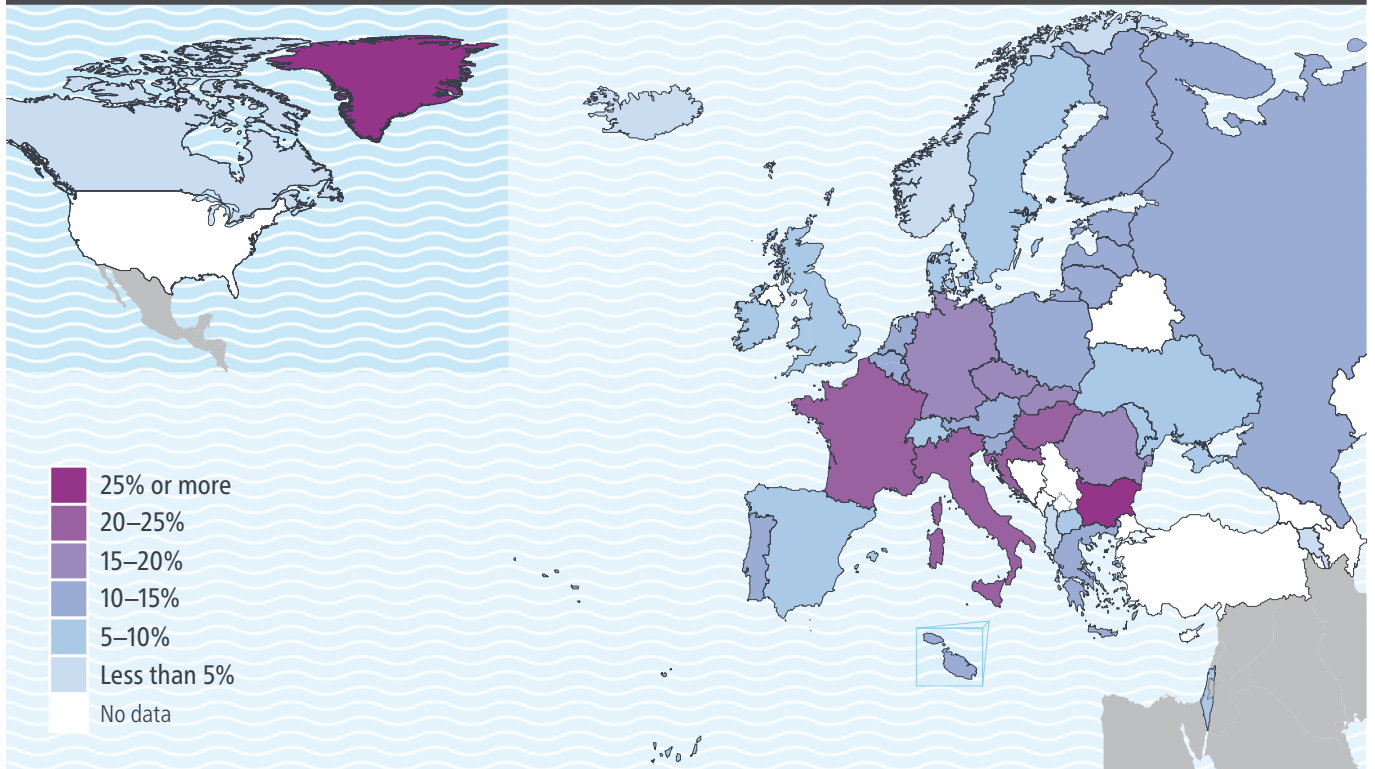 25% or more
20–25%
15–20%
10–15%
5–10%
Less than 5%
No data